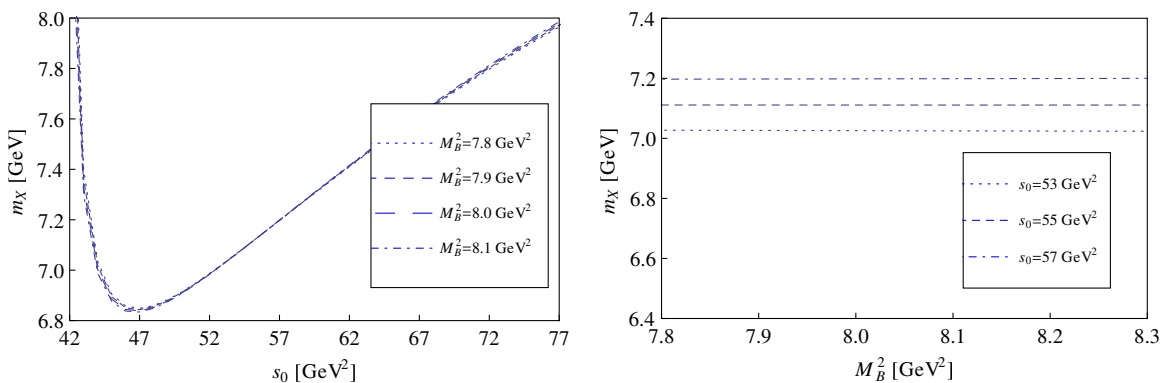 8.0
7.8
7.6
7.4
7.2
7.0
6.8
m_X [GeV]
42 47 52 57 62 67 72 77
s_0 [GeV^2]
M_B^2=7.8 GeV^2
M_B^2=7.9 GeV^2
M_B^2=8.0 GeV^2
M_B^2=8.1 GeV^2
7.4
7.2
7.0
6.8
6.6
6.4
m_X [GeV]
7.8 7.9 8.0 8.1 8.2 8.3
M_B^2 [GeV^2]
s_0=53 GeV^2
s_0=55 GeV^2
s_0=57 GeV^2